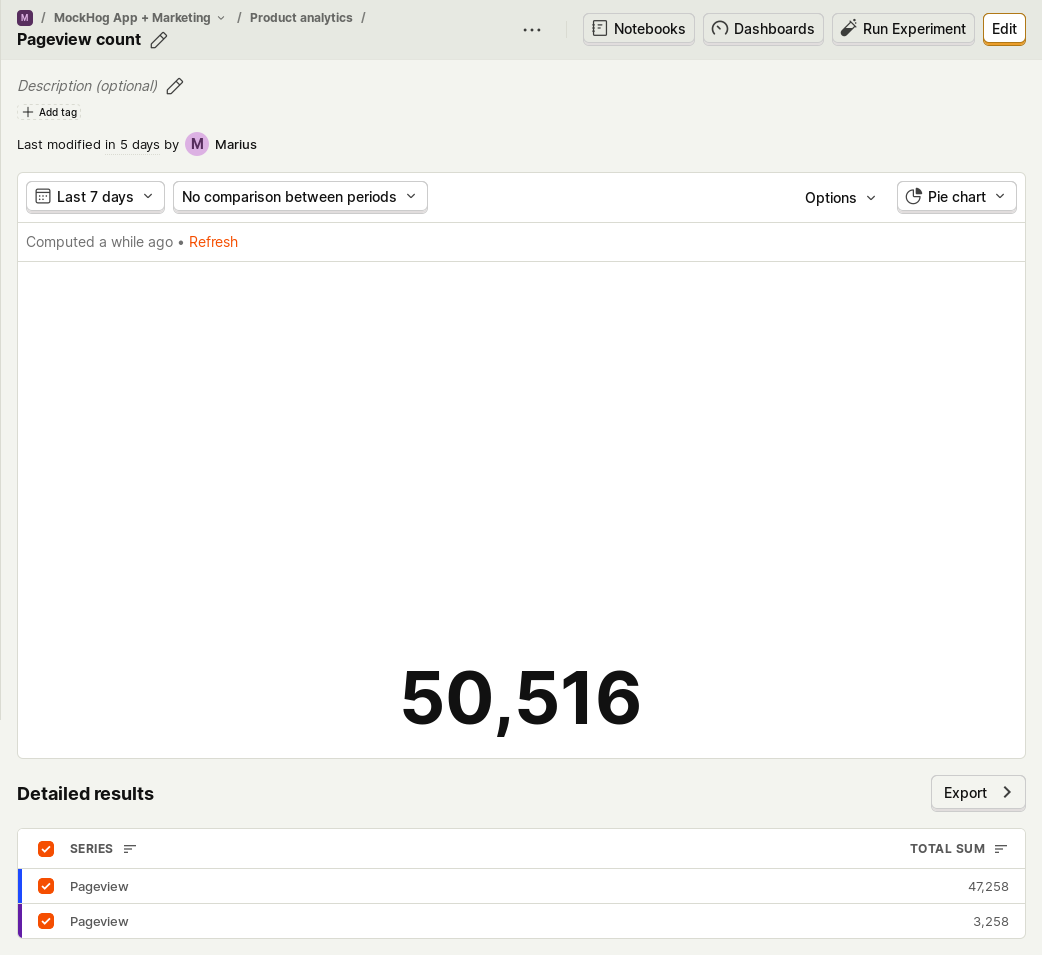 M / MockHog App + Marketing / Product analytics /
Pageview count
Notebooks
Dashboards
Run Experiment
Edit
Description (optional)
Add tag
Last modified in 5 days by M Marius
Last 7 days
No comparison between periods
Options
Pie chart
Computed a while ago • Refresh
50,516
Detailed results
Export
SERIES TOTAL SUM
Pageview 47,258
Pageview 3,258